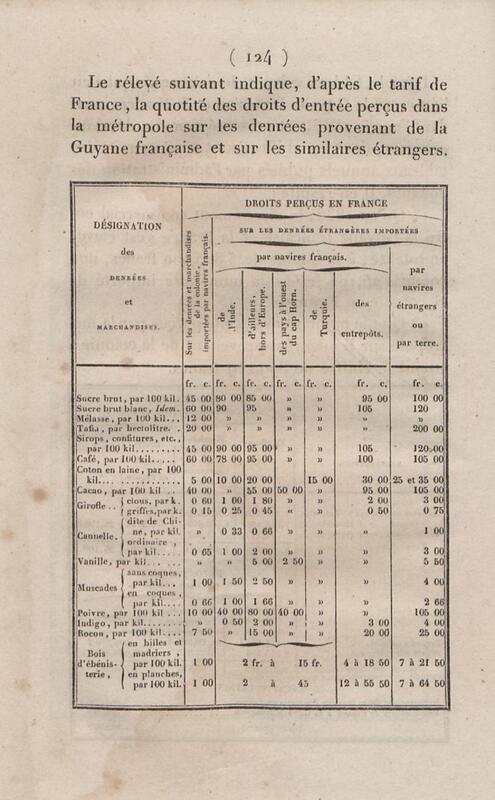 ( 124 )
Le rélevé suivant indique, d'après le tarif de
France, la quotité des droits d'entrée perçus dans
la métropole sur les denrées provenant de la
Guyane française et sur les similaires étrangers.
DÉSIGNATION
des
DENRÉES
et
MARCHANDISES.
Sur les denrées et marchandises
de la colonie,
importées par navires français.
DROITS PERÇUS EN FRANCE
SUR LES DENRÉES ÉTRANGÈRES IMPORTÉES
par navires français.
de
l'Inde.
d'ailleurs,
hors d'Europe.
des pays à l'ouest
du cap Horn.
de
Turquie.
des
entrepôts.
par
navires
étrangers
ou
par terre.
fr. c. fr. c. fr. c. fr. c. fr. c. fr. c. fr. c.
Sucre brut, par 100 kil. 45 00 80 00 85 00 » » 95 00 100 00
Sucre brut blanc, Idem. 60 00 90 95 » » 105 120
Mélasse, par 100 kil... 12 00 » » » » » »
Tafia, par hectolitre. . 20 00 » » » » » 200 00
Sirops, confitures, etc.,
par 100 kil......... 45 00 90 00 95 00 » » 105 120 00
Café, par 100 kil..... 60 00 78 00 95 00 » » 100 105 00
Coton en laine, par 100
kil.............. 5 00 10 00 20 00 15 00 30 00 25 et 35 00
Cacao, par 100 kil ... 40 00 » 55 00 50 00 » 95 00 105 00
Girofle.. { clous, par k. 0 60 1 00 1 80 » » 2 00 3 00
griffes, par k. 0 15 0 25 0 45 « » 0 50 0 75
Cannelle. { dite de Chi-
ne, par kil. » 0 33 0 66 » » » 1 00
ordinaire,
par kil..... 0 65 1 00 2 00 » » » 3 00
Vanille, par kil...... » » 5 00 2 50 » » 5 00
Muscades { sans coques,
par kil... 1 00 1 50 2 50 » » » 4 00
en coques,
par kil.... 0 66 1 00 1 66 » » » 2 66
Poivre, par 100 kil ... 10 00 40 00 80 00 40 00 » » 105 00
Indigo, par kil....... » 0 50 2 00 » » 3 00 4 00
Rocou, par 100 kil.... 7 50 » 15 00 » » 20 00 25 00
Bois
d'ébénis-
terie, { en billes et
madriers,
par 100 kil. 1 00 2 fr. à 15 fr. 4 à 18 50 7 à 21 50
en planches,
par 100 kil. 1 00 2 à 45 12 à 55 50 7 à 64 50